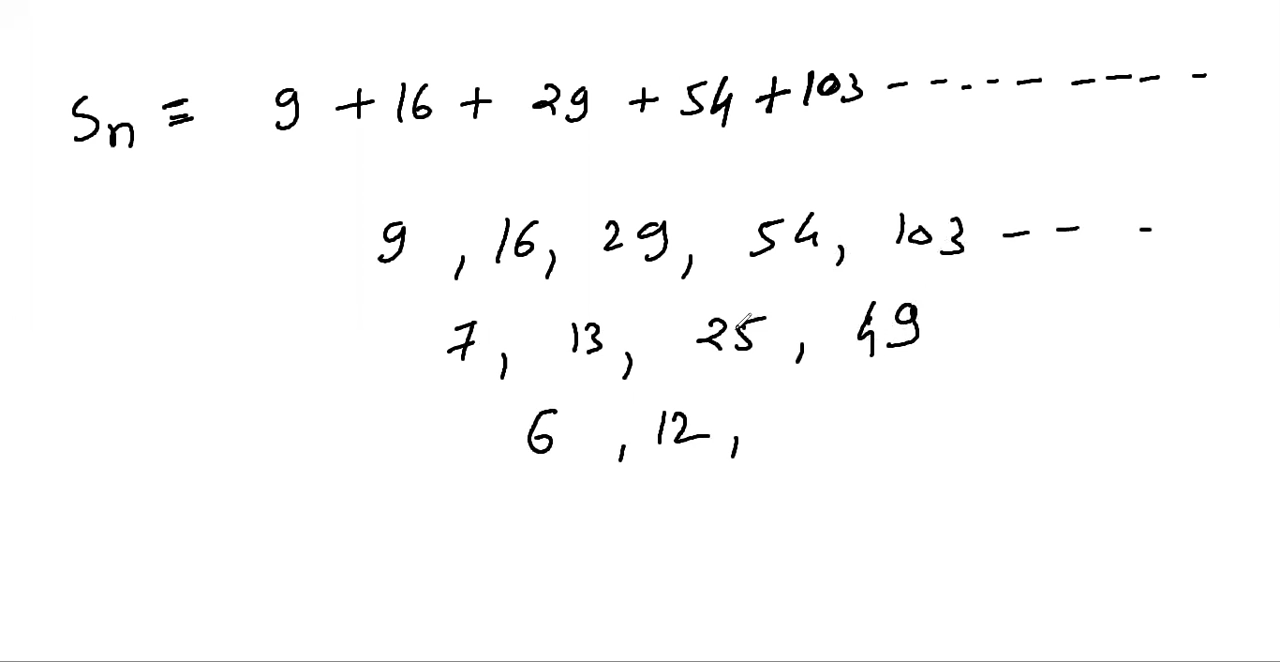 Sn = 9 + 16 + 29 + 54 + 103 - - - - - - - - - -
9 , 16, 29, 54, 103 - - -
7, 13, 25, 49
6 , 12,